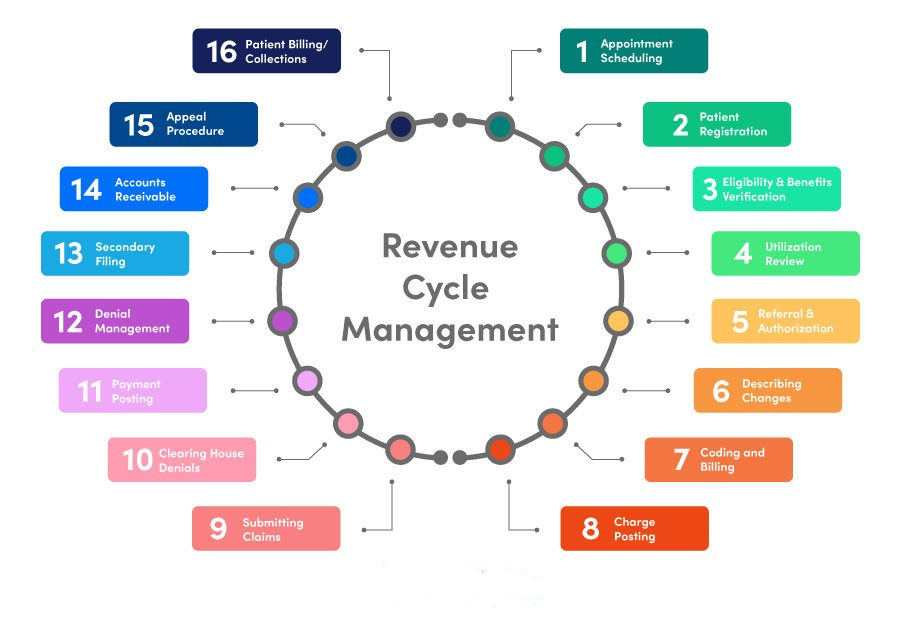 Revenue
Cycle
Management
1 Appointment
Scheduling
2 Patient
Registration
3 Eligibility & Benefits
Verification
4 Utilization
Review
5 Referral &
Authorization
6 Describing
Changes
7 Coding and
Billing
8 Charge
Posting
9 Submitting
Claims
10 Clearing House
Denials
11 Payment
Posting
12 Denial
Management
13 Secondary
Filing
14 Accounts
Receivable
15 Appeal
Procedure
16 Patient Billing/
Collections